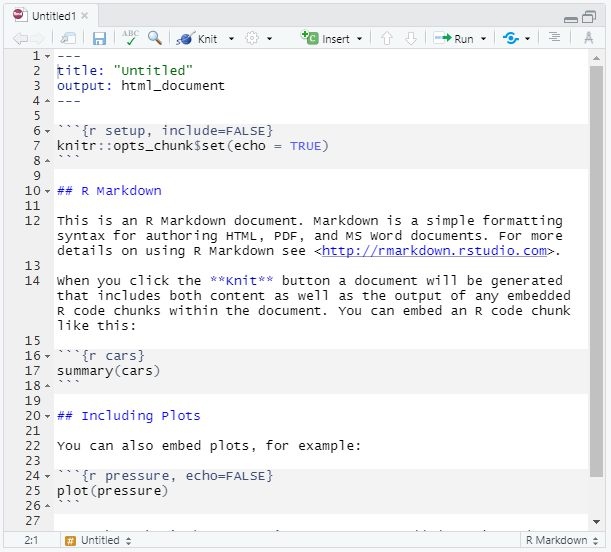 Untitled1
ABC Knit Insert Run
1 ---
2 title: "Untitled"
3 output: html_document
4 ---
5
6 ```{r setup, include=FALSE}
7 knitr::opts_chunk$set(echo = TRUE)
8 ```
9
10 ## R Markdown
11
12 This is an R Markdown document. Markdown is a simple formatting
syntax for authoring HTML, PDF, and MS Word documents. For more
details on using R Markdown see <http://rmarkdown.rstudio.com>.
13
14 When you click the **Knit** button a document will be generated
that includes both content as well as the output of any embedded
R code chunks within the document. You can embed an R code chunk
like this:
15
16 ```{r cars}
17 summary(cars)
18 ```
19
20 ## Including Plots
21
22 You can also embed plots, for example:
23
24 ```{r pressure, echo=FALSE}
25 plot(pressure)
26 ```
27
2:1 # Untitled R Markdown